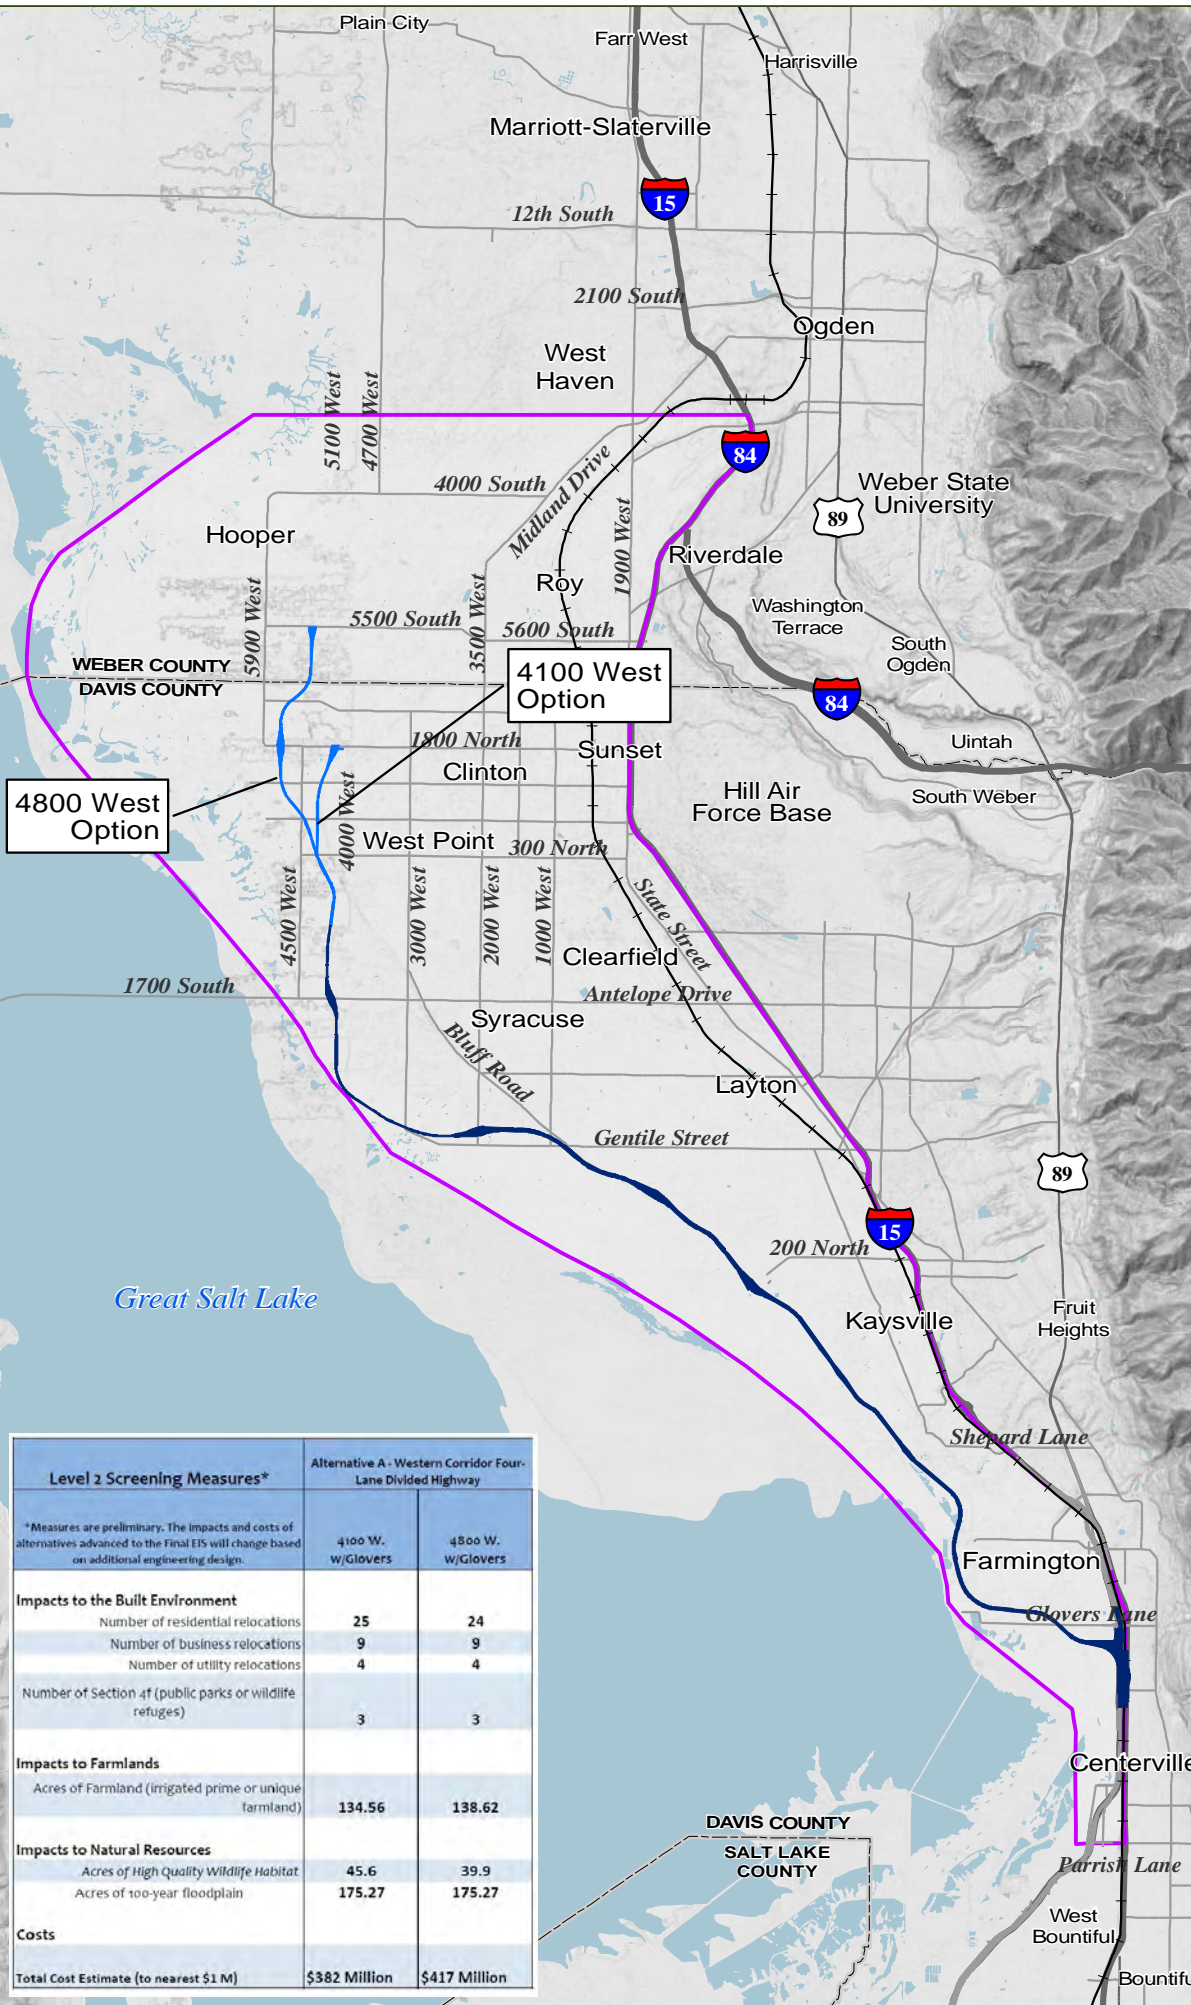 Plain City
Farr West
Harrisville
Marriott-Slaterville
15
12th South
2100 South
Ogden
West
Haven
5100 West
4700 West
84
4000 South
Midland Drive
Weber State
University
89
Hooper
1900 West
Riverdale
Roy
5900 West
3500 West
Washington
Terrace
5500 South
5600 South
South
Ogden
WEBER COUNTY
DAVIS COUNTY
4100 West
Option
84
1800 North
Sunset
Uintah
Clinton
Hill Air
Force Base
South Weber
4800 West
Option
4000 West
West Point
300 North
4500 West
3000 West
2000 West
1000 West
State Street
Clearfield
1700 South
Antelope Drive
Syracuse
Bluff Road
Layton
Gentile Street
89
15
200 North
Great Salt Lake
Kaysville
Fruit
Heights
Shepard Lane
Farmington
Glovers Lane
Centerville
DAVIS COUNTY
SALT LAKE
COUNTY
Parrish Lane
West
Bountiful
Bountifu
Level 2 Screening Measures*
Alternative A - Western Corridor Four-
Lane Divided Highway
*Measures are preliminary. The impacts and costs of
alternatives advanced to the Final EIS will change based
on additional engineering design.
4100 W.
w/Glovers
4800 W.
w/Glovers
Impacts to the Built Environment
Number of residential relocations 25 24
Number of business relocations 9 9
Number of utility relocations 4 4
Number of Section 4f (public parks or wildlife
refuges) 3 3
Impacts to Farmlands
Acres of Farmland (irrigated prime or unique
farmland) 134.56 138.62
Impacts to Natural Resources
Acres of High Quality Wildlife Habitat 45.6 39.9
Acres of 100-year floodplain 175.27 175.27
Costs
Total Cost Estimate (to nearest $1 M) $382 Million $417 Million